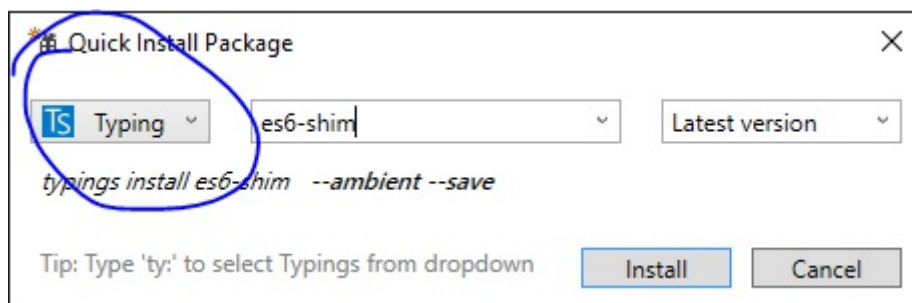 Quick Install Package
TS Typing es6-shim Latest version
typings install es6-shim --ambient --save
Tip: Type 'ty:' to select Typings from dropdown Install Cancel